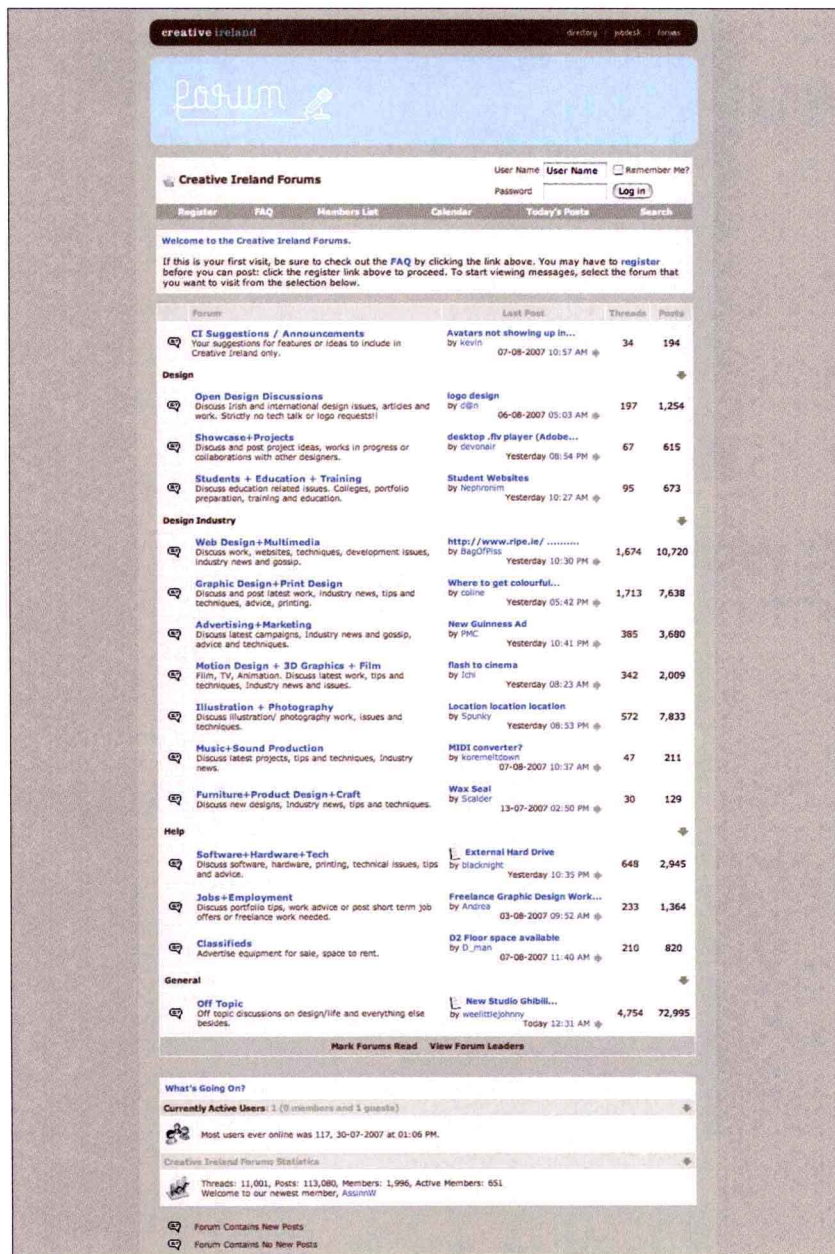 creative ireland directory / jobdesk / forums
Forum
Creative Ireland Forums
User Name User Name Remember Me?
Password Log in
Register FAQ Members List Calendar Today's Posts Search
Welcome to the Creative Ireland Forums.
If this is your first visit, be sure to check out the FAQ by clicking the link above. You may have to register
before you can post: click the register link above to proceed. To start viewing messages, select the forum that
you want to visit from the selection below.
Forum Last Post Threads Posts
CI Suggestions / Announcements
Your suggestions for features or ideas to include in
Creative Ireland only.
Avatars not showing up in...
by kevin
07-08-2007 10:57 AM
34 194
Design
Open Design Discussions
Discuss Irish and international design issues, articles and
work. Strictly no tech talk or logo requests!!
logo design
by d@n
06-08-2007 05:03 AM
197 1,254
Showcase+Projects
Discuss and post project ideas, works in progress or
collaborations with other designers.
desktop .flv player (Adobe...
by devonair
Yesterday 08:54 PM
67 615
Students + Education + Training
Discuss education related issues. Colleges, portfolio
preparation, training and education.
Student Websites
by Nephronim
Yesterday 10:27 AM
95 673
Design Industry
Web Design+Multimedia
Discuss work, websites, techniques, development issues,
industry news and gossip.
http://www.ripe.ie/ ..........
by BagOfPiss
Yesterday 10:30 PM
1,674 10,720
Graphic Design+Print Design
Discuss and post latest work, industry news, tips and
techniques, advice, printing.
Where to get colourful...
by coline
Yesterday 05:42 PM
1,713 7,638
Advertising+Marketing
Discuss latest campaigns, Industry news and gossip,
advice and techniques.
New Guinness Ad
by PMC
Yesterday 10:41 PM
385 3,680
Motion Design + 3D Graphics + Film
Film, TV, Animation. Discuss latest work, tips and
techniques, Industry news and issues.
flash to cinema
by Ichi
Yesterday 08:23 AM
342 2,009
Illustration + Photography
Discuss illustration/ photography work, issues and
techniques.
Location location location
by Spunky
Yesterday 08:53 PM
572 7,833
Music+Sound Production
Discuss latest projects, tips and techniques, Industry
news.
MIDI converter?
by koremeltdown
07-08-2007 10:37 AM
47 211
Furniture+Product Design+Craft
Discuss new designs, Industry news, tips and techniques.
Wax Seal
by Scalder
13-07-2007 02:50 PM
30 129
Help
Software+Hardware+Tech
Discuss software, hardware, printing, technical issues, tips
and advice.
External Hard Drive
by blacknight
Yesterday 10:35 PM
648 2,945
Jobs+Employment
Discuss portfolio tips, work advice or post short term job
offers or freelance work needed.
Freelance Graphic Design Work...
by Andrea
03-08-2007 09:52 AM
233 1,364
Classifieds
Advertise equipment for sale, space to rent.
D2 Floor space available
by D_man
07-08-2007 11:40 AM
210 820
General
Off Topic
Off topic discussions on design/life and everything else
besides.
New Studio Ghibili...
by weelittlejohnny
Today 12:31 AM
4,754 72,995
Mark Forums Read View Forum Leaders
What's Going On?
Currently Active Users: 1 (0 members and 1 guests)
Most users ever online was 117, 30-07-2007 at 01:06 PM.
Creative Ireland Forums Statistics
Threads: 11,001, Posts: 113,080, Members: 1,996, Active Members: 651
Welcome to our newest member, AssinnW
Forum Contains New Posts
Forum Contains No New Posts